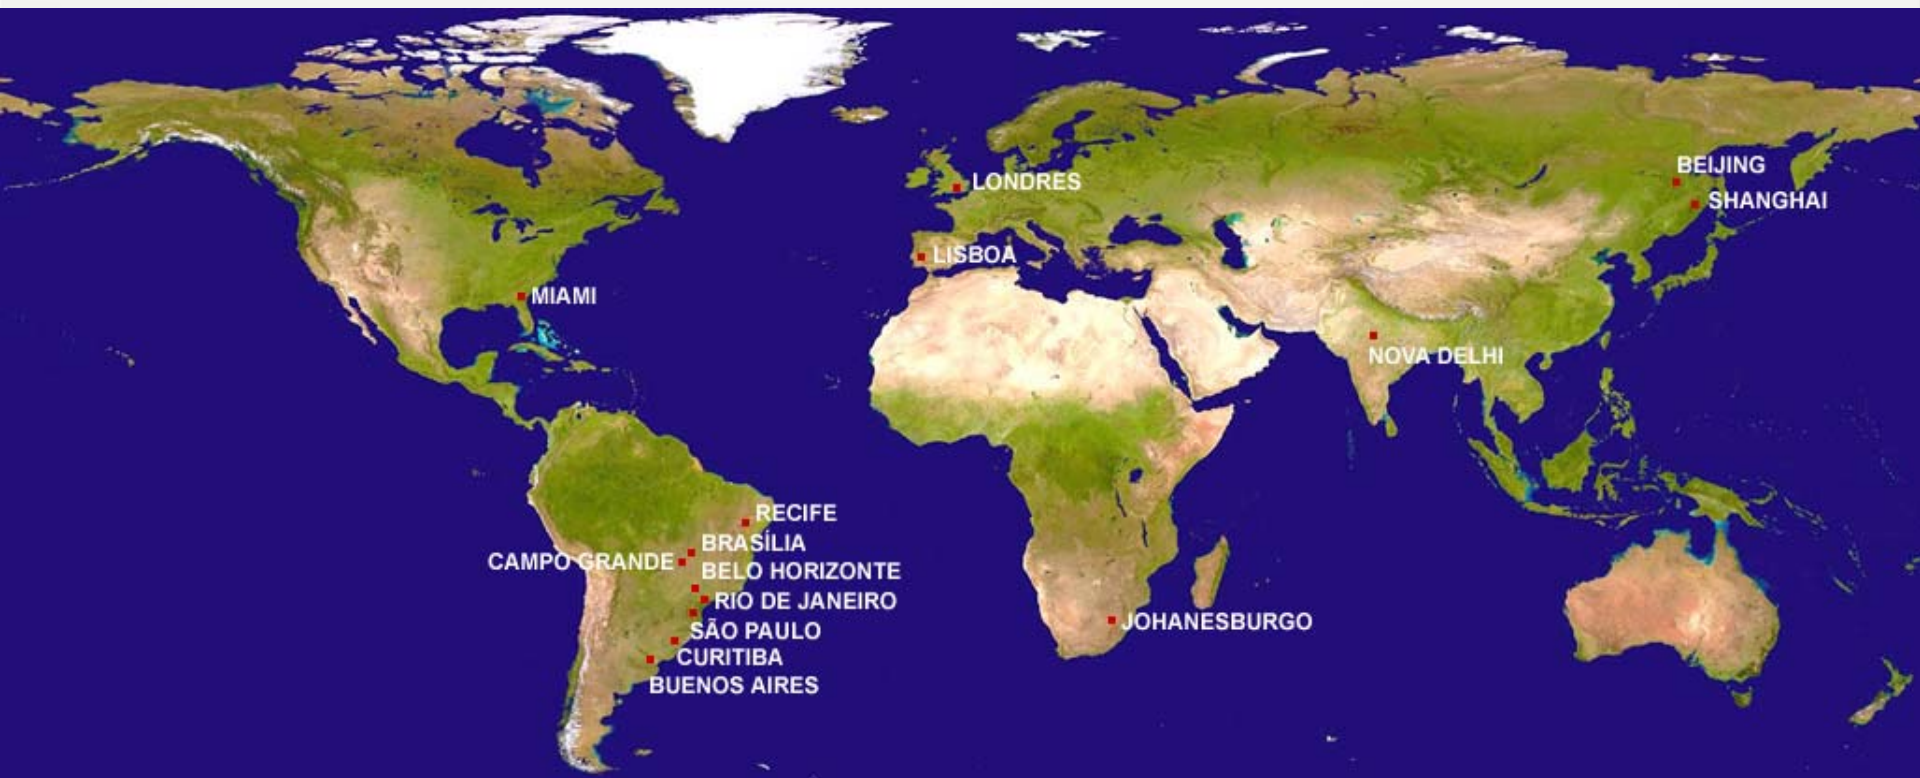 BEIJING
LONDRES
SHANGHAI
LISBOA
MIAMI
NOVA DELHI
RECIFE
BRASÍLIA
CAMPO GRANDE
BELO HORIZONTE
RIO DE JANEIRO
JOHANESBURGO
SÃO PAULO
CURITIBA
BUENOS AIRES